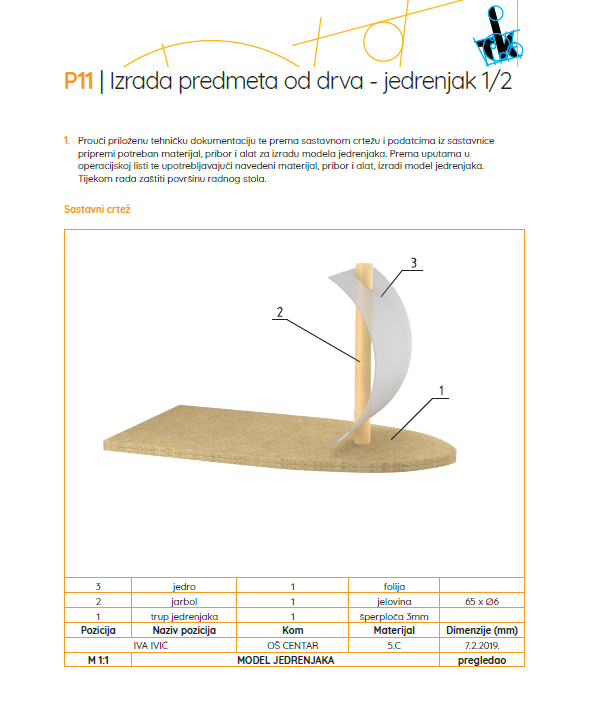 P11 | Izrada predmeta od drva - jedrenjak 1/2
1. Prouči priloženu tehničku dokumentaciju te prema sastavnom crtežu i podatcima iz sastavnice
pripremi potreban materijal, pribor i alat za izradu modela jedrenjaka. Prema uputama u
operacijskoj listi te upotrebljavajući navedeni materijal, pribor i alat, izradi model jedrenjaka.
Tijekom rada zaštiti površinu radnog stola.
Sastavni crtež
3
2
1
3 jedro 1 folija
2 jarbol 1 jelovina 65 x Ø6
1 trup jedrenjaka 1 šperploča 3mm
Pozicija Naziv pozicija Kom Materijal Dimenzije (mm)
IVA IVIĆ OŠ CENTAR 5.C 7.2.2019.
M 1:1 MODEL JEDRENJAKA pregledao